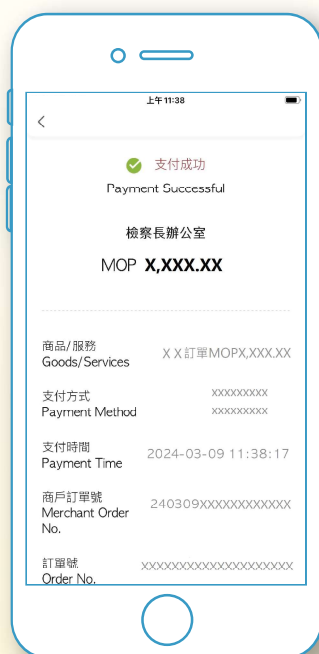 上午11:38
支付成功
Payment Successful
檢察長辦公室
MOP X,XXX.XX
商品/服務
Goods/Services
X X訂單MOPX,XXX.XX
支付方式
Payment Method
XXXXXXXXX
XXXXXXXXX
支付時間
Payment Time
2024-03-09 11:38:17
商戶訂單號
Merchant Order
No.
240309XXXXXXXXXXXX
訂單號
Order No.
XXXXXXXXXXXXXXXXXXXX